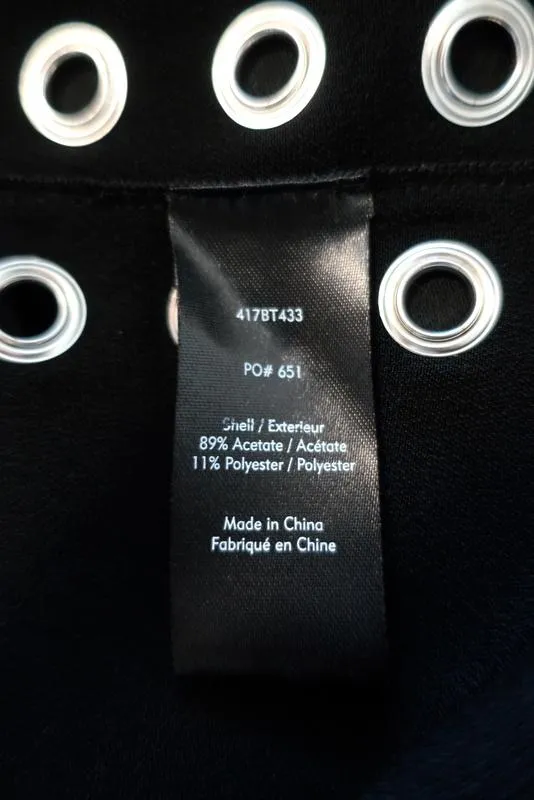 417BT433
PO# 651
Shell / Exterieur
89% Acetate / Acétate
11% Polyester / Polyester
Made in China
Fabriqué en Chine